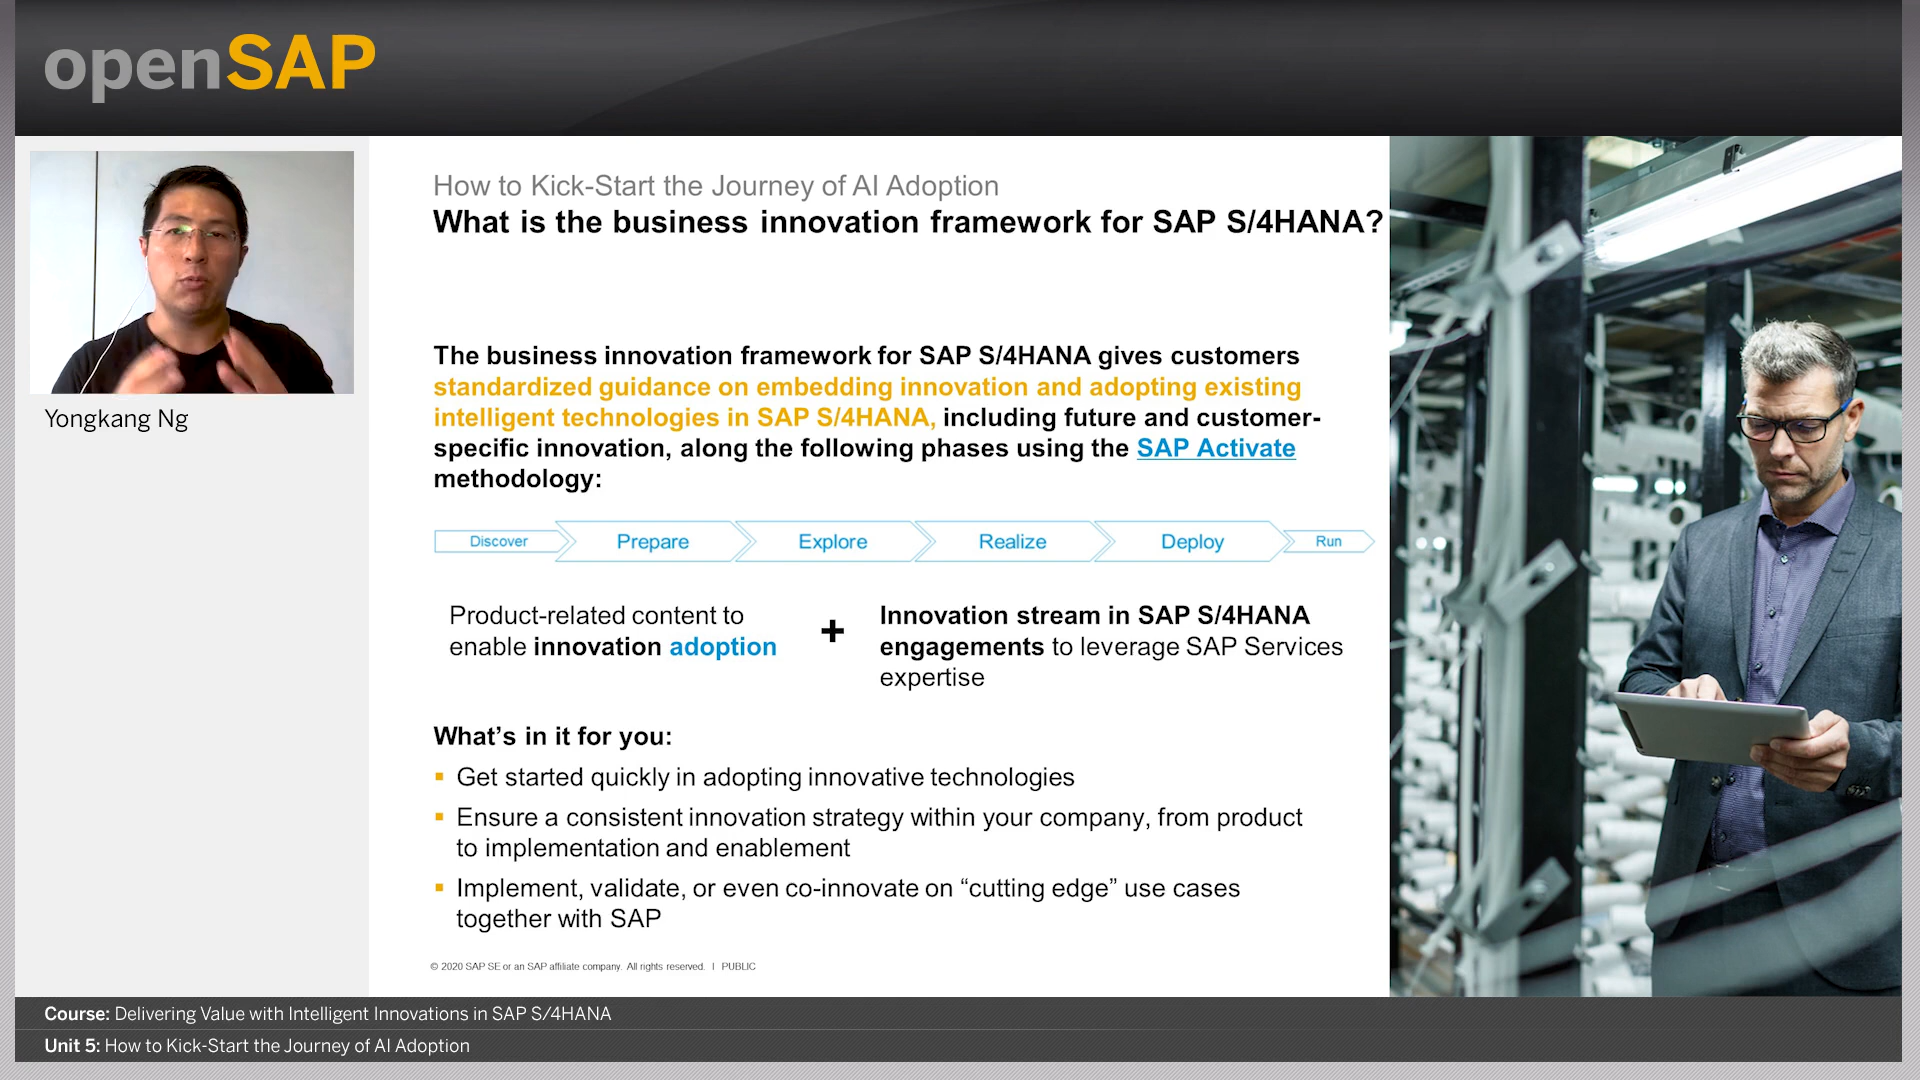 openSAP
Yongkang Ng
How to Kick-Start the Journey of AI Adoption
What is the business innovation framework for SAP S/4HANA?
The business innovation framework for SAP S/4HANA gives customers
standardized guidance on embedding innovation and adopting existing
intelligent technologies in SAP S/4HANA, including future and customer-
specific innovation, along the following phases using the SAP Activate
methodology:
Discover Prepare Explore Realize Deploy Run
Product-related content to
enable innovation adoption
+
Innovation stream in SAP S/4HANA
engagements to leverage SAP Services
expertise
What’s in it for you:
▪ Get started quickly in adopting innovative technologies
▪ Ensure a consistent innovation strategy within your company, from product
to implementation and enablement
▪ Implement, validate, or even co-innovate on “cutting edge” use cases
together with SAP
© 2020 SAP SE or an SAP affiliate company. All rights reserved. | PUBLIC
Course: Delivering Value with Intelligent Innovations in SAP S/4HANA
Unit 5: How to Kick-Start the Journey of AI Adoption